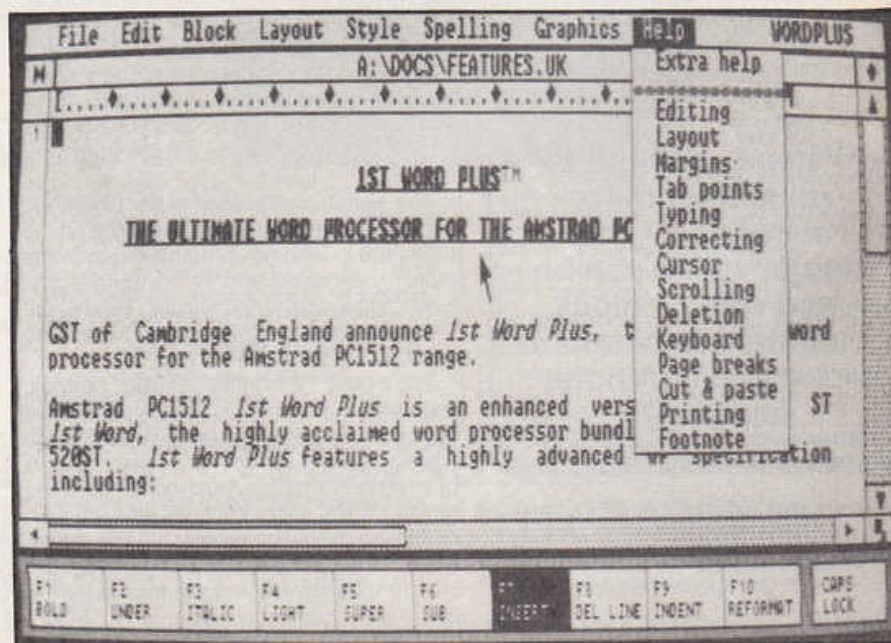 File Edit Block Layout Style Spelling Graphics Help WORDPLUS
A:\DOCS\FEATURES.UK
Extra help
Editing
Layout
Margins
Tab points
Typing
Correcting
Cursor
Scrolling
Deletion
Keyboard
Page breaks
Cut & paste
Printing
Footnote
1
1ST WORD PLUS™
THE ULTIMATE WORD PROCESSOR FOR THE AMSTRAD PC
GST of Cambridge England announce 1st Word Plus, t word
processor for the Amstrad PC1512 range.
Amstrad PC1512 1st Word Plus is an enhanced vers ST
1st Word, the highly acclaimed word processor bundl
520ST. 1st Word Plus features a highly advanced WP specification
including:
F1 BOLD F2 UNDER F3 ITALIC F4 LIGHT F5 SUPER F6 SUB F7 INSERT F8 DEL LINE F9 INDENT F10 REFORMAT CAPS LOCK